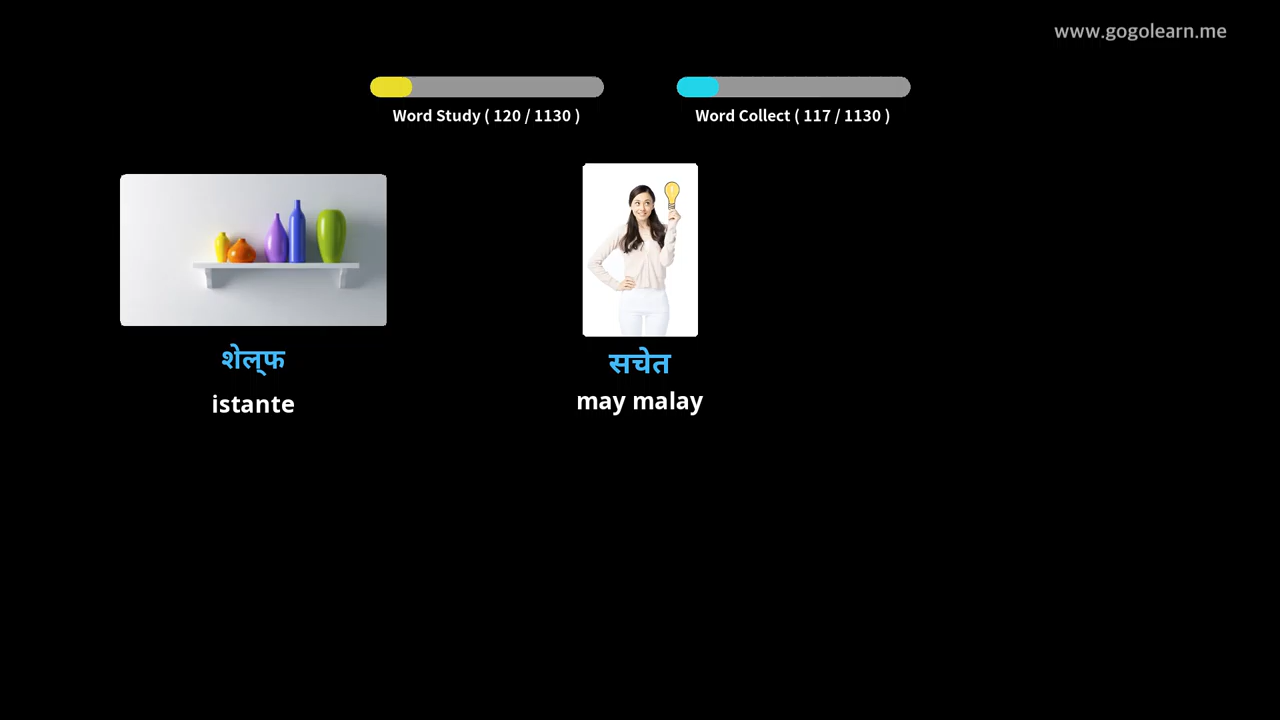 www.gogolearn.me
Word Study ( 120 / 1130 )
Word Collect ( 117 / 1130 )
शेल्फ
istante
सचेत
may malay